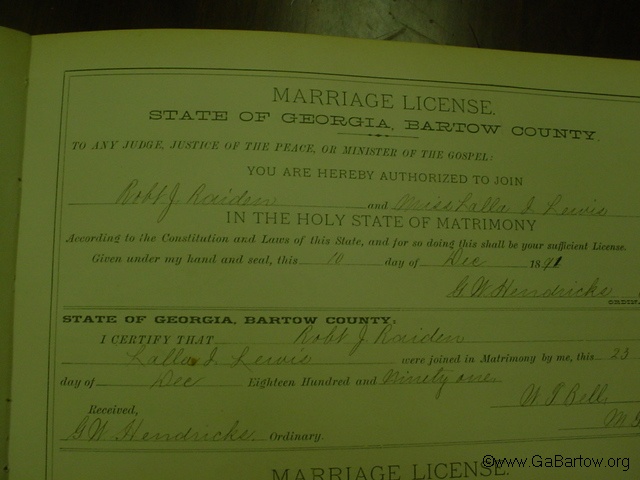 MARRIAGE LICENSE.
STATE OF GEORGIA, BARTOW COUNTY.
TO ANY JUDGE, JUSTICE OF THE PEACE, OR MINISTER OF THE GOSPEL:
YOU ARE HEREBY AUTHORIZED TO JOIN
Robt J Raiden and Miss Lalla I Lewis
IN THE HOLY STATE OF MATRIMONY
According to the Constitution and Laws of this State, and for so doing this shall be your sufficient License.
Given under my hand and seal, this 10 day of Dec 1891
G W Hendricks
STATE OF GEORGIA, BARTOW COUNTY:
I CERTIFY THAT Robt J Raiden
Lalla I Lewis were joined in Matrimony by me, this 23
day of Dec Eighteen Hundred and Ninety one
Bell
Received,
G W Hendricks Ordinary.
MARRIAGE LICENSE.
©www.GaBartow.org